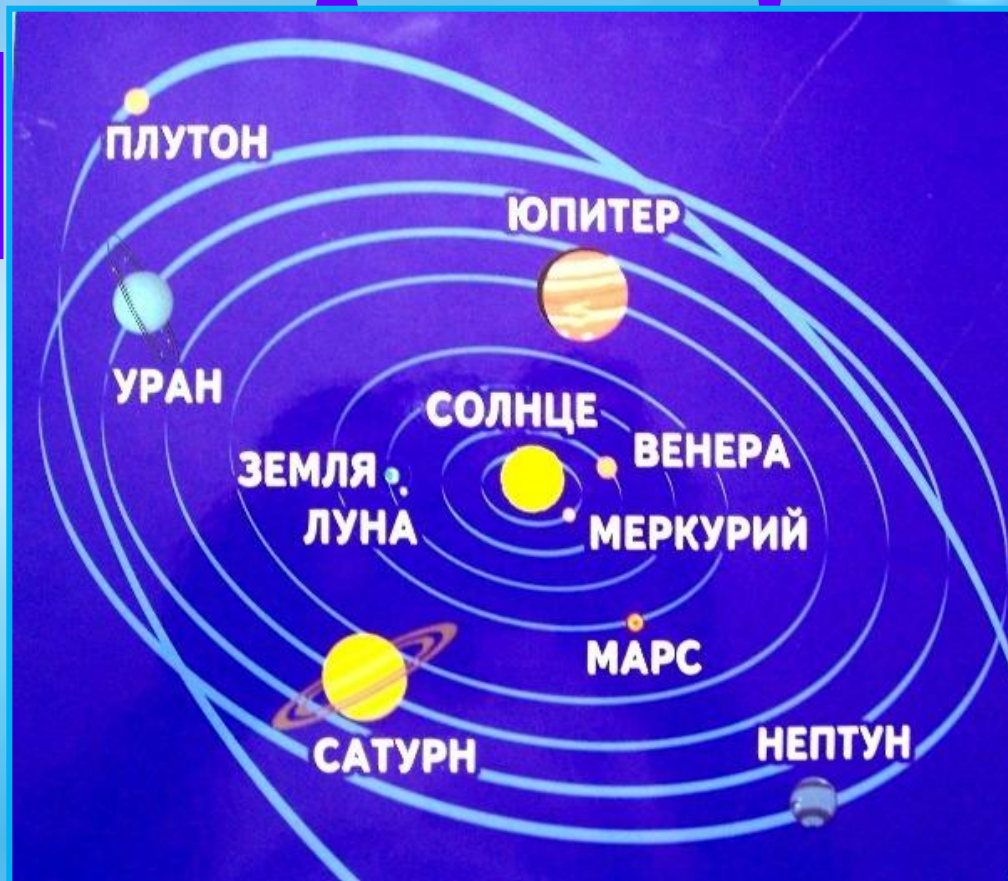 ПЛУТОН
ЮПИТЕР
УРАН
СОЛНЦЕ
ВЕНЕРА
ЗЕМЛЯ
ЛУНА
МЕРКУРИЙ
МАРС
САТУРН
НЕПТУН